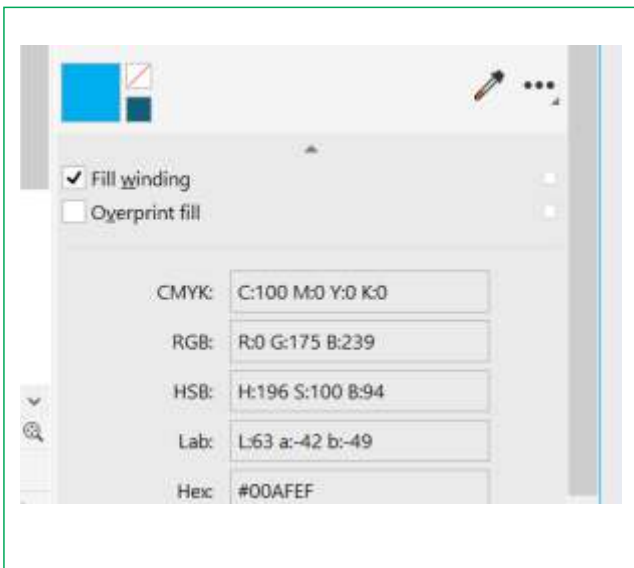 Fill winding
Overprint fill
CMYK: C:100 M:0 Y:0 K:0
RGB: R:0 G:175 B:239
HSB: H:196 S:100 B:94
Lab: L:63 a:-42 b:-49
Hex: #00AFEF